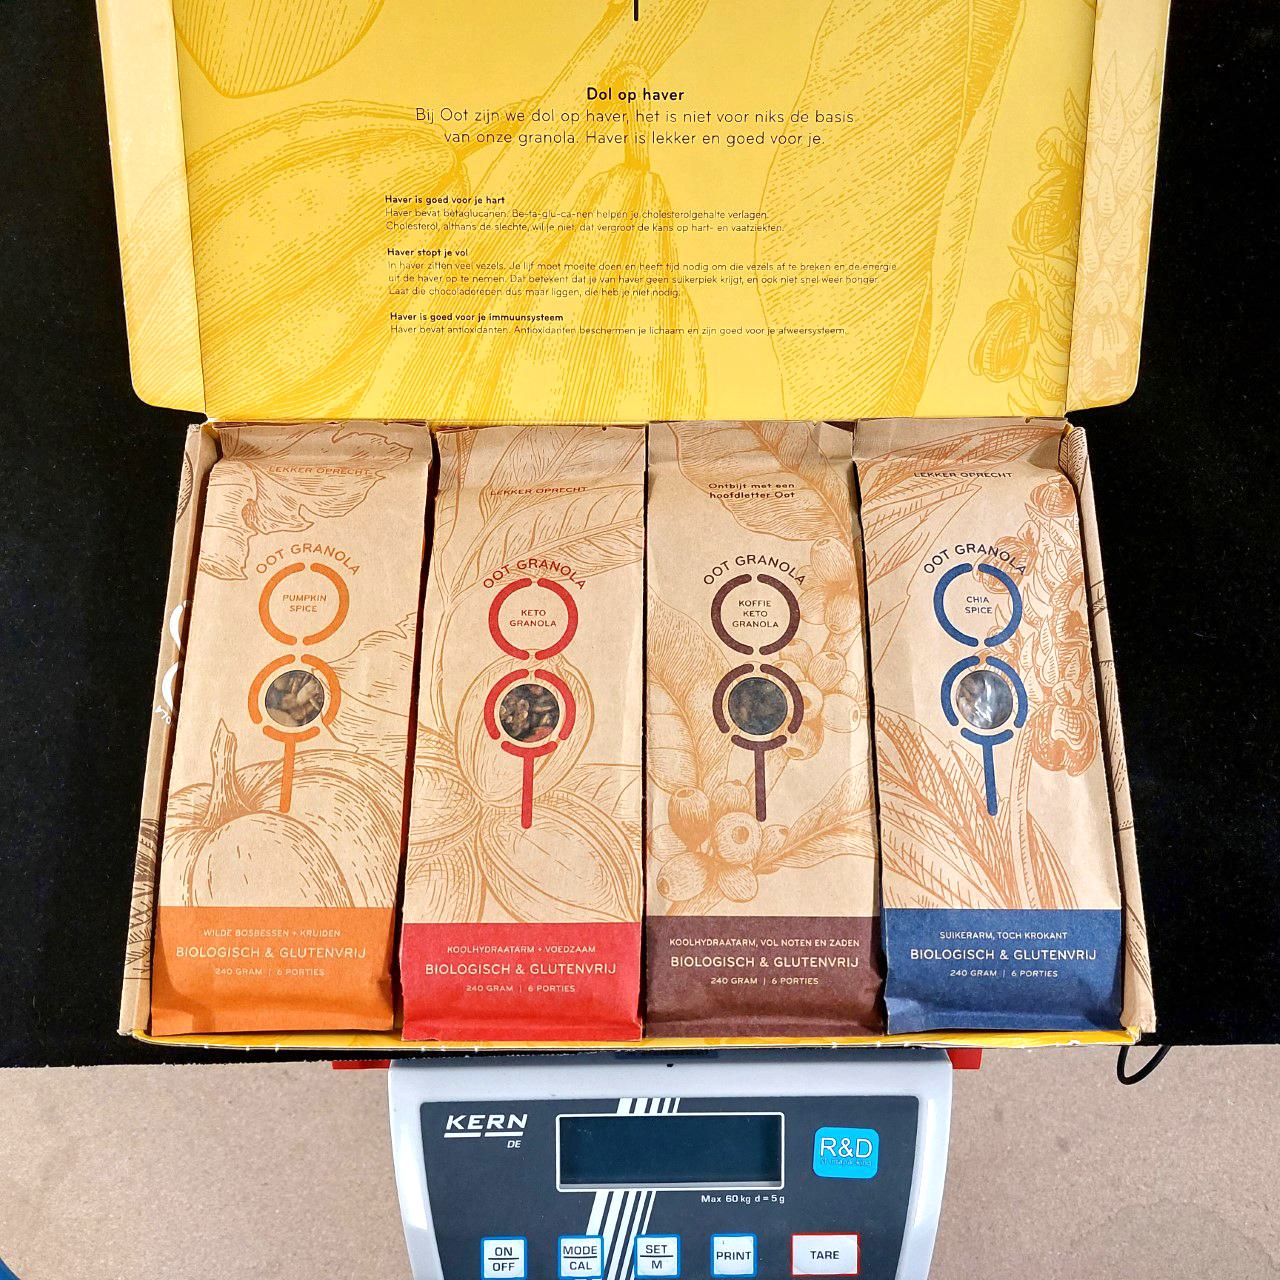 Dol op haver
Bij Oot zijn we dol op haver, het is niet voor niks de basis
van onze granola. Haver is lekker en goed voor je.
Haver is goed voor je hart
Haver bevat bètaglucanen. Be-ta-glu-ca-nen helpen je cholesterolgehalte verlagen.
Cholesterol, althans de slechte, wil je niet, dat vergroot de kans op hart- en vaatziekten.
Haver stopt je vol
In haver zitten veel vezels. Je lijf moet moeite doen en heeft tijd nodig om die vezels af te breken en de energie
uit de haver op te nemen. Dat betekent dat je van haver geen suikerpiek krijgt, en ook niet snel weer honger.
Laat die chocoladerepen dus maar liggen, die heb je niet nodig.
Haver is goed voor je immuunsysteem
Haver bevat antioxidanten. Antioxidanten beschermen je lichaam en zijn goed voor je afweersysteem.
LEKKER OPRECHT
OOT GRANOLA
PUMPKIN
SPICE
WILDE BOSBESSEN + KRUIDEN
BIOLOGISCH & GLUTENVRIJ
240 GRAM | 6 PORTIES
LEKKER OPRECHT
OOT GRANOLA
KETO
GRANOLA
KOOLHYDRAATARM + VOEDZAAM
BIOLOGISCH & GLUTENVRIJ
240 GRAM | 6 PORTIES
Ontbijt met een
hoofdletter Oot
OOT GRANOLA
KOFFIE
KETO
GRANOLA
KOOLHYDRAATARM, VOL NOTEN EN ZADEN
BIOLOGISCH & GLUTENVRIJ
240 GRAM | 6 PORTIES
LEKKER OPRECHT
OOT GRANOLA
CHIA
SPICE
SUIKERARM, TOCH KROKANT
BIOLOGISCH & GLUTENVRIJ
240 GRAM | 6 PORTIES
KERN
DE
R&D
Max 60 kg d = 5 g
ON
OFF
MODE
CAL
SET
M
PRINT
TARE